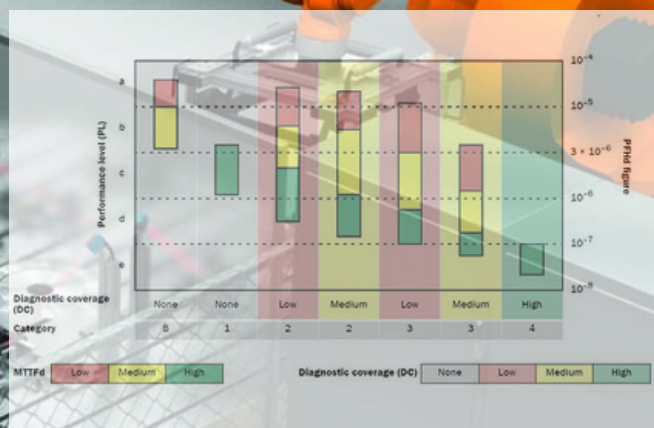 10⁻⁴
a
10⁻⁵
b
3 × 10⁻⁶
c
10⁻⁶
d
10⁻⁷
e
10⁻⁸
Performance level (PL)
PFHd figure
Diagnostic coverage (DC) None None Low Medium Low Medium High
Category B 1 2 2 3 3 4
MTTFd Low Medium High
Diagnostic coverage (DC) None Low Medium High